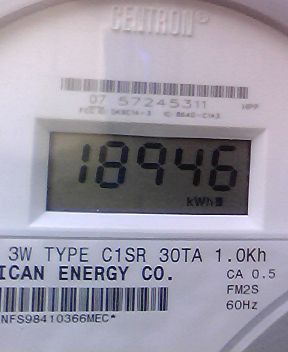 CENTRON®
07 57245311
18946
kWh
3W TYPE C1SR 30TA 1.0Kh
ICAN ENERGY CO.
CA 0.5
FM2S
60Hz
NFS98410366MEC*